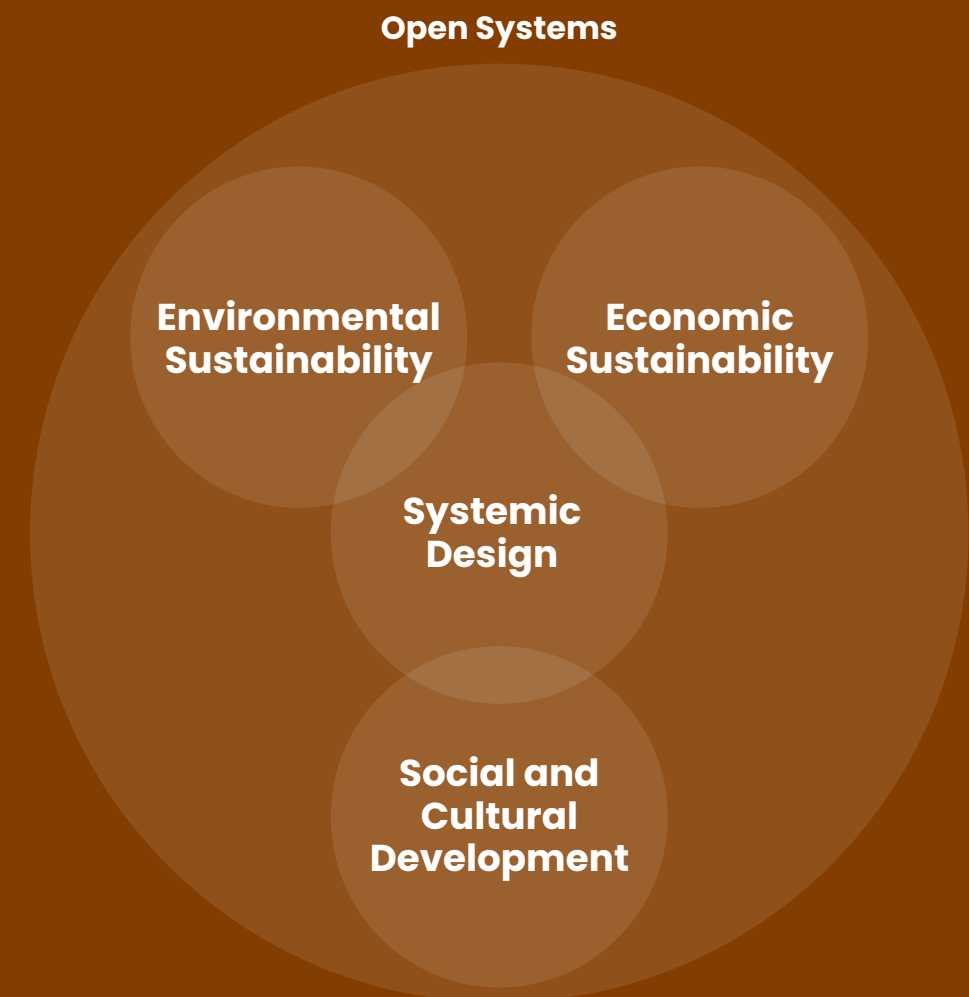 Open Systems
Environmental
Sustainability
Economic
Sustainability
Systemic
Design
Social and
Cultural
Development